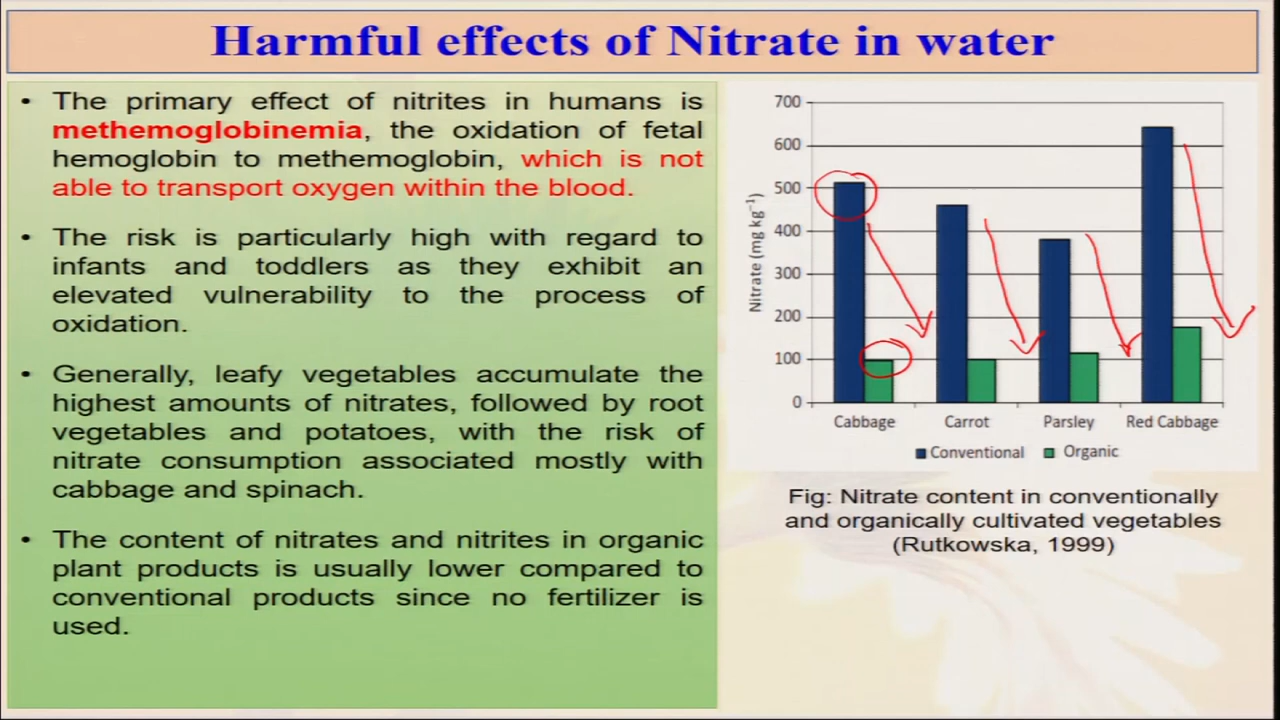 Harmful effects of Nitrate in water
• The primary effect of nitrites in humans is
methemoglobinemia, the oxidation of fetal
hemoglobin to methemoglobin, which is not
able to transport oxygen within the blood.
• The risk is particularly high with regard to
infants and toddlers as they exhibit an
elevated vulnerability to the process of
oxidation.
• Generally, leafy vegetables accumulate the
highest amounts of nitrates, followed by root
vegetables and potatoes, with the risk of
nitrate consumption associated mostly with
cabbage and spinach.
• The content of nitrates and nitrites in organic
plant products is usually lower compared to
conventional products since no fertilizer is
used.
Nitrate (mg kg⁻¹)
700
600
500
400
300
200
100
0
Cabbage Carrot Parsley Red Cabbage
Conventional Organic
Fig: Nitrate content in conventionally
and organically cultivated vegetables
(Rutkowska, 1999)